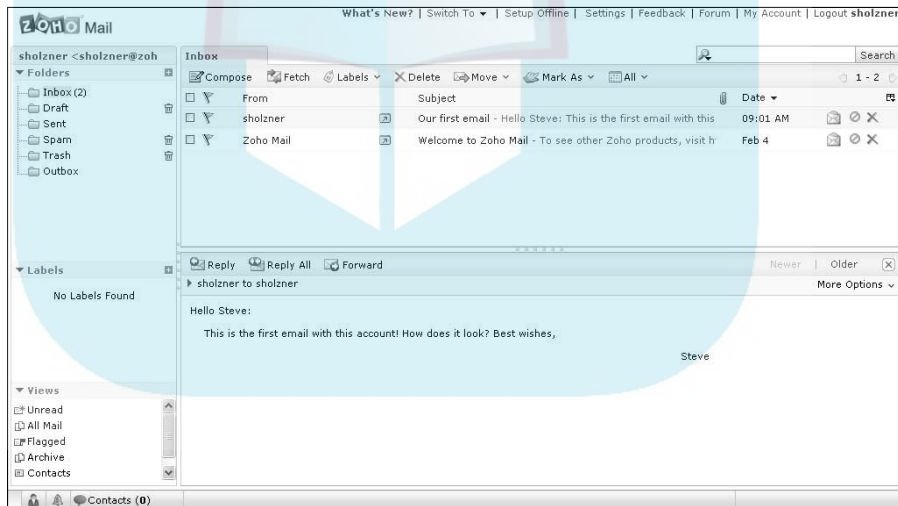 What's New? | Switch To | Setup Offline | Settings | Feedback | Forum | My Account | Logout sholzner
ZOHO Mail
sholzner <sholzner@zoh
Inbox
Search
Folders
Compose Fetch Labels Delete Move Mark As All 1 - 2
Inbox (2)
From Subject Date
Draft
sholzner Our first email - Hello Steve: This is the first email with this 09:01 AM
Sent
Spam
Zoho Mail Welcome to Zoho Mail - To see other Zoho products, visit h Feb 4
Trash
Outbox
Labels
Reply Reply All Forward Newer | Older
sholzner to sholzner More Options
No Labels Found
Hello Steve:
This is the first email with this account! How does it look? Best wishes,
Steve
Views
Unread
All Mail
Flagged
Archive
Contacts
Contacts (0)